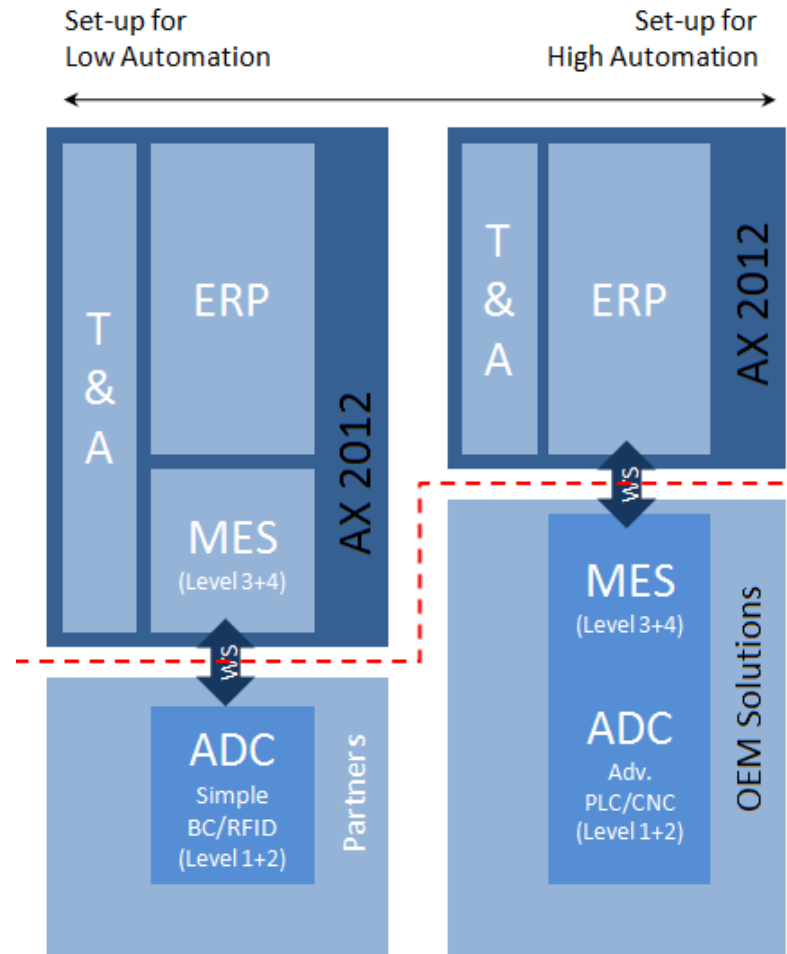 Set-up for
Low Automation
Set-up for
High Automation
T
&
A
ERP
MES
(Level 3+4)
AX 2012
WS
ADC
Simple
BC/RFID
(Level 1+2)
Partners
T
&
A
ERP
AX 2012
WS
MES
(Level 3+4)
ADC
Adv.
PLC/CNC
(Level 1+2)
OEM Solutions